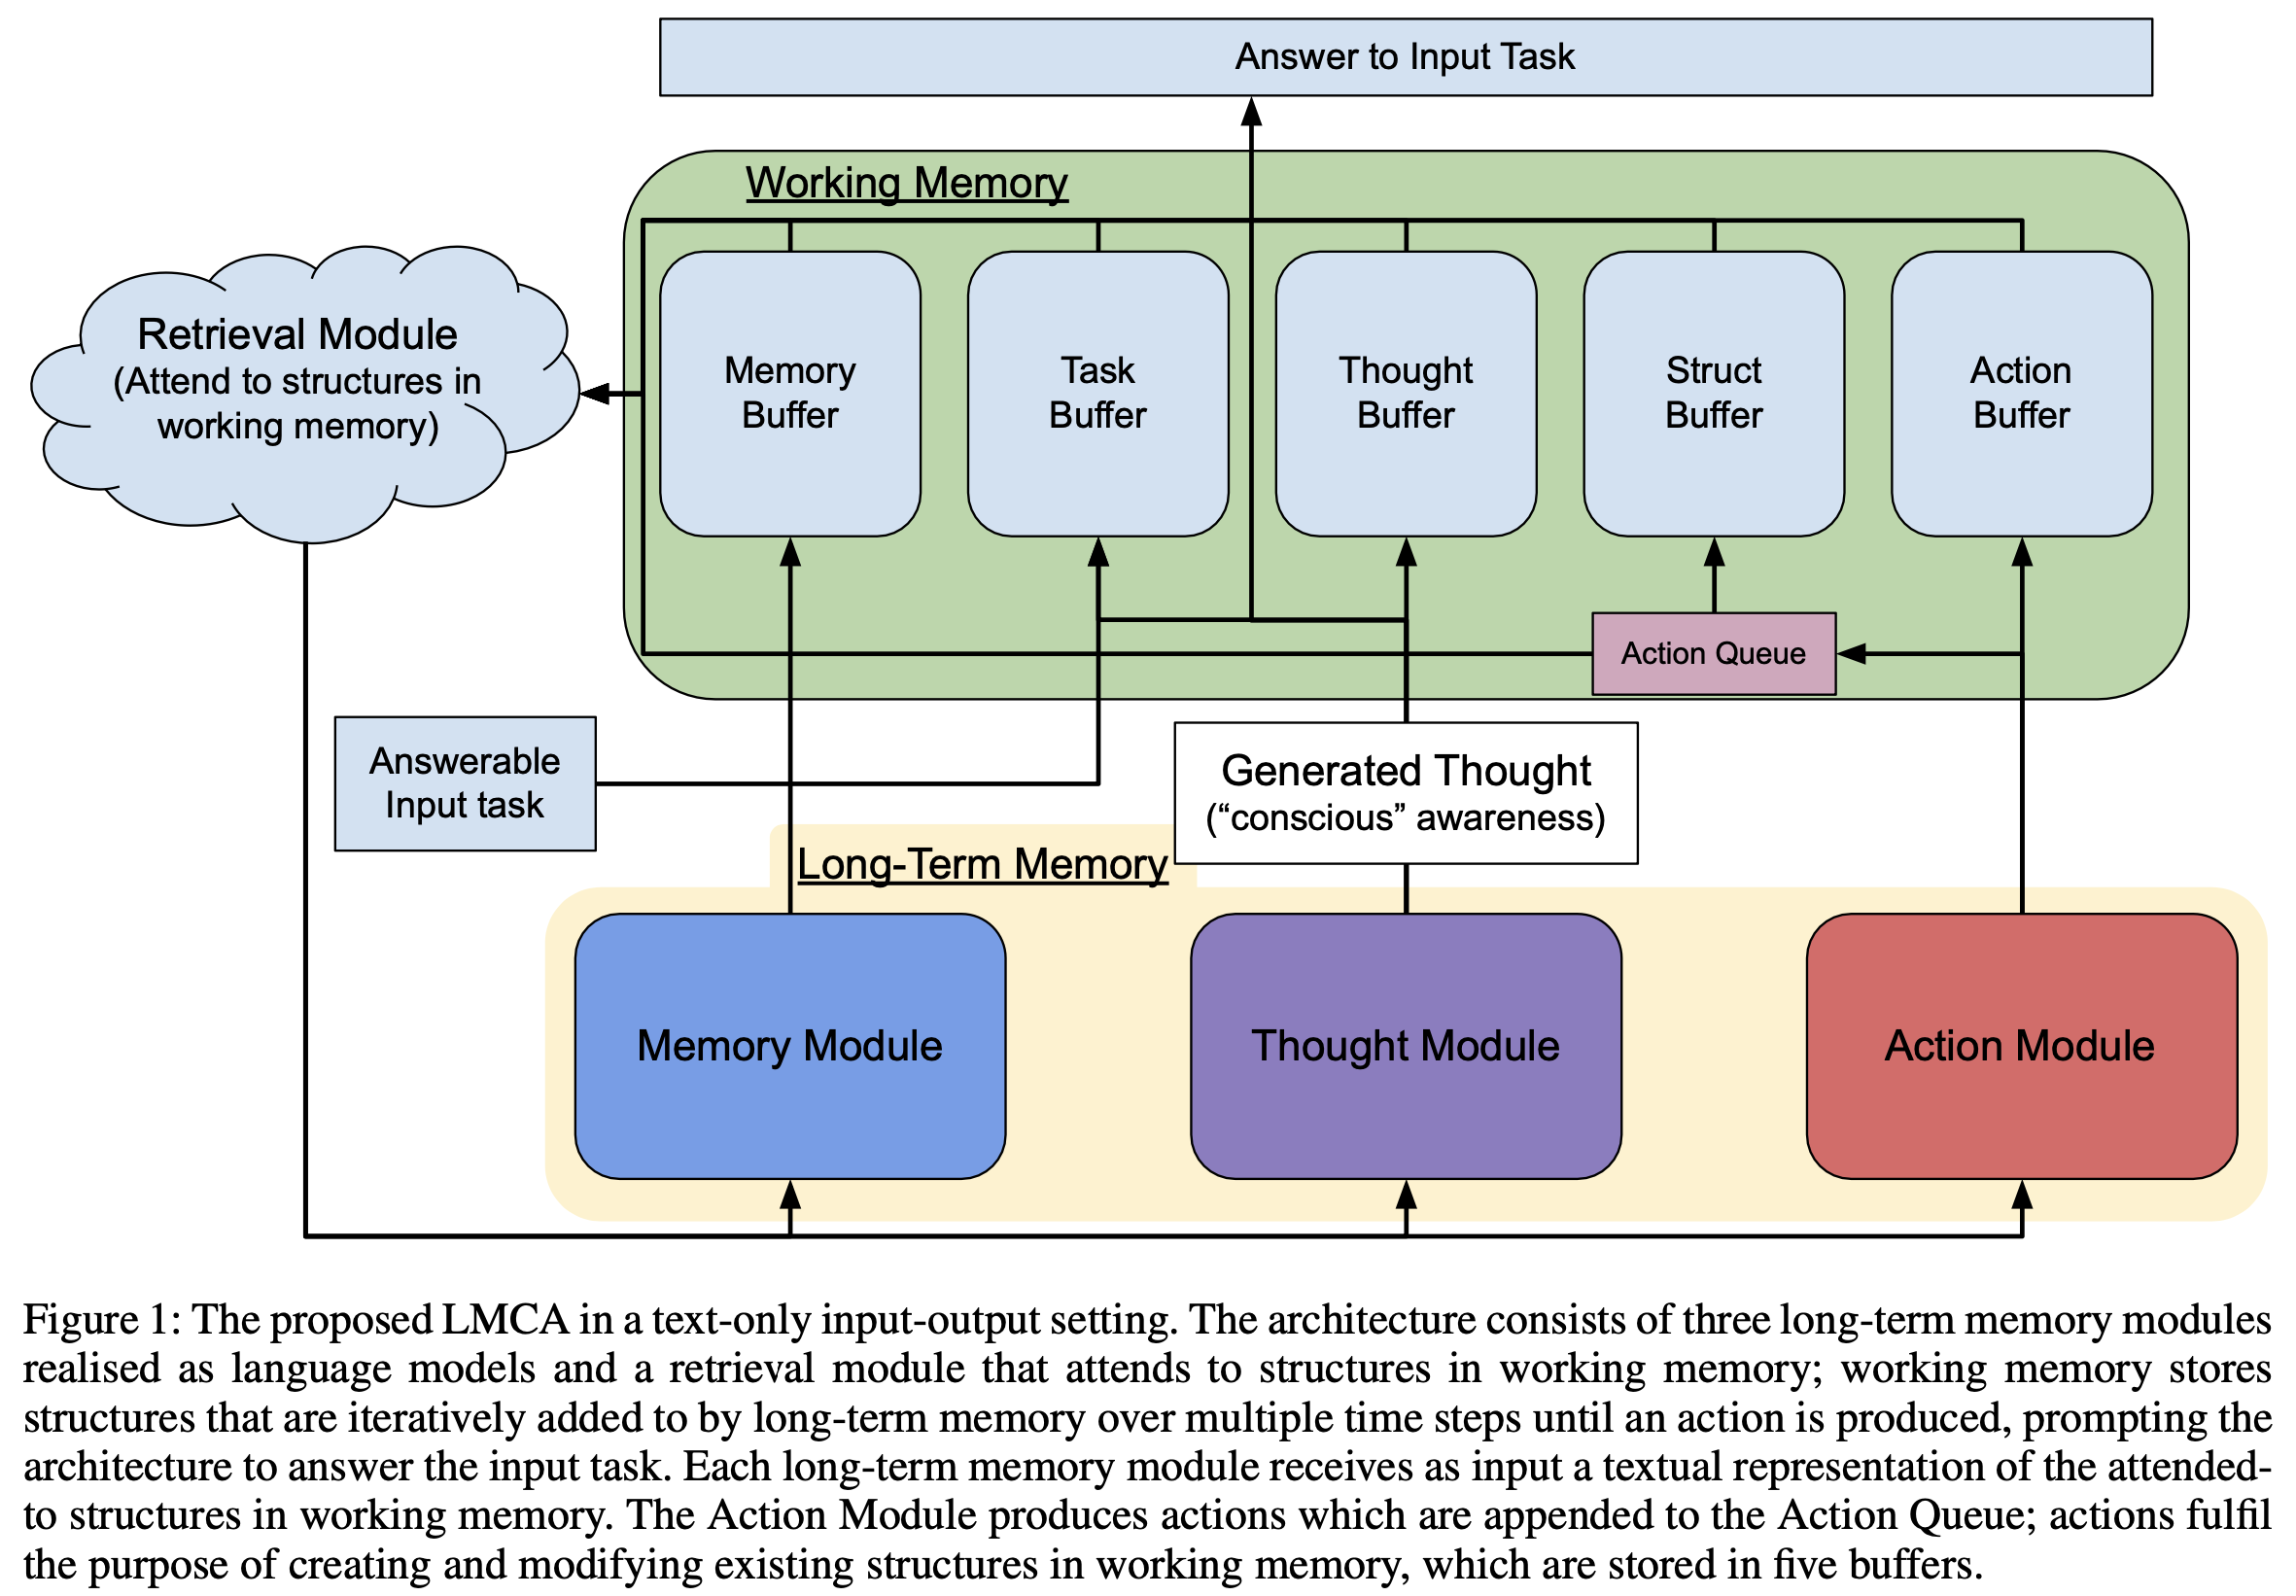 Answer to Input Task
Working Memory
Retrieval Module
(Attend to structures in
working memory)
Memory
Buffer
Task
Buffer
Thought
Buffer
Struct
Buffer
Action
Buffer
Action Queue
Answerable
Input task
Generated Thought
(“conscious” awareness)
Long-Term Memory
Memory Module
Thought Module
Action Module
Figure 1: The proposed LMCA in a text-only input-output setting. The architecture consists of three long-term memory modules
realised as language models and a retrieval module that attends to structures in working memory; working memory stores
structures that are iteratively added to by long-term memory over multiple time steps until an action is produced, prompting the
architecture to answer the input task. Each long-term memory module receives as input a textual representation of the attended-
to structures in working memory. The Action Module produces actions which are appended to the Action Queue; actions fulfil
the purpose of creating and modifying existing structures in working memory, which are stored in five buffers.